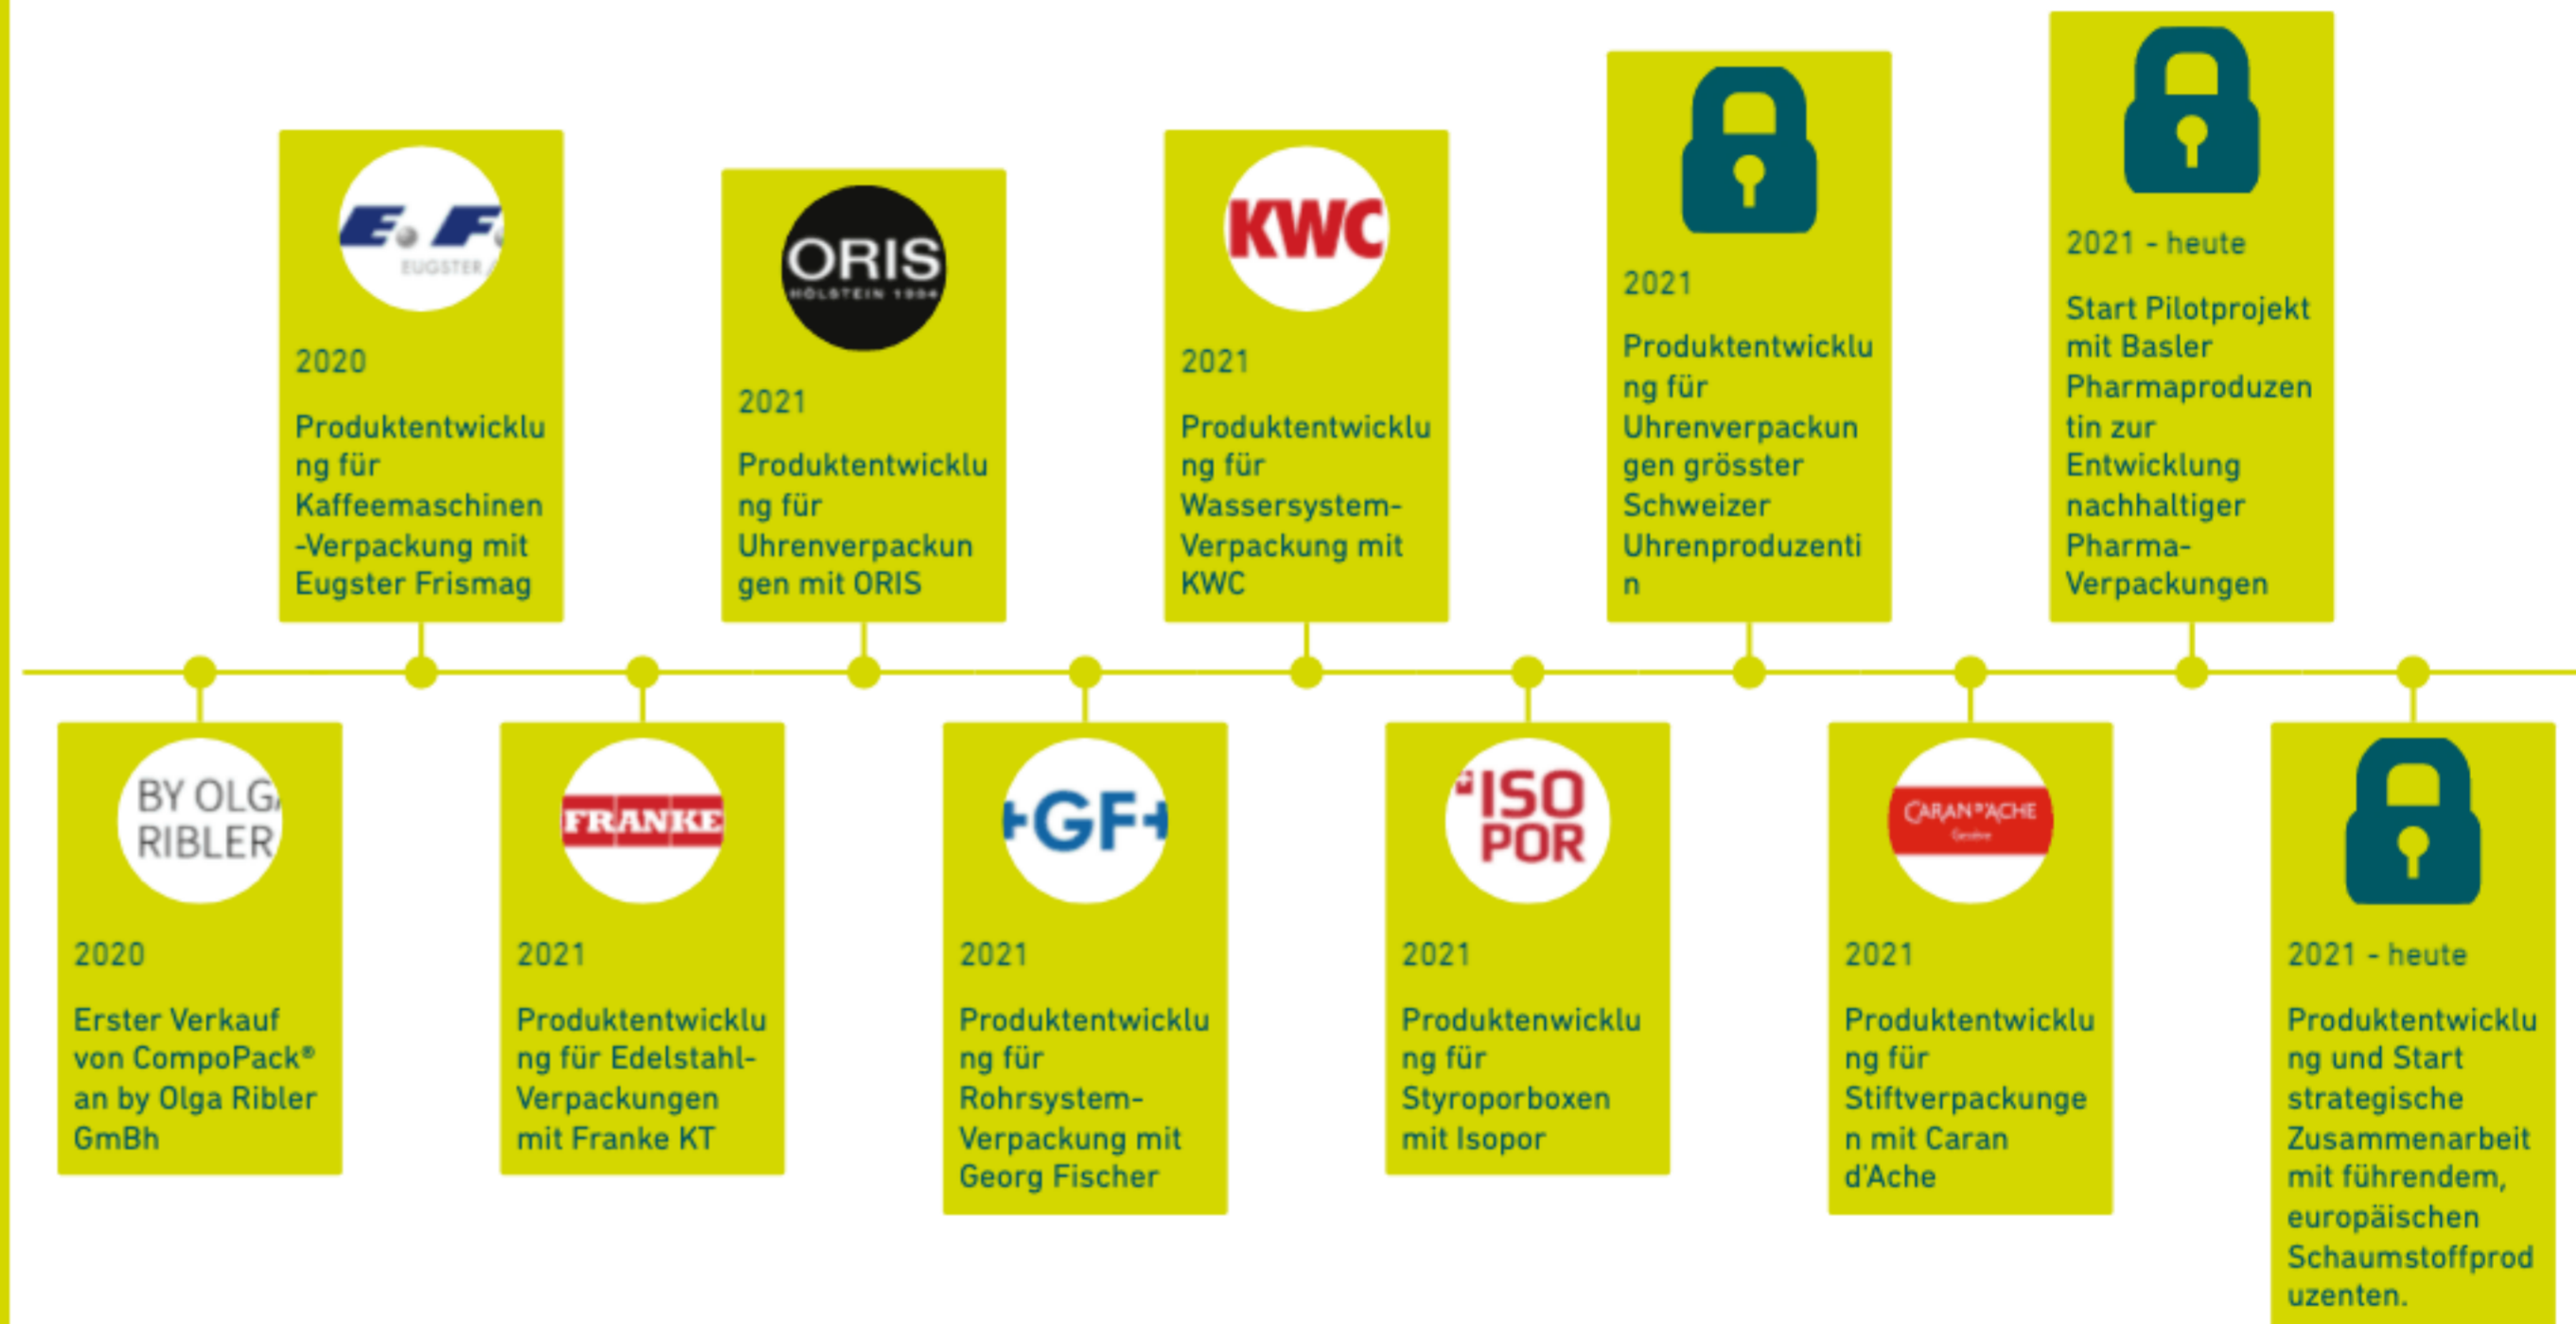 E. F.
EUGSTER
2020
Produktentwicklu
ng für
Kaffeemaschinen
-Verpackung mit
Eugster Frismag
ORIS
HÖLSTEIN 1904
2021
Produktentwicklu
ng für
Uhrenverpackun
gen mit ORIS
KWC
2021
Produktentwicklu
ng für
Wassersystem-
Verpackung mit
KWC
2021
Produktentwicklu
ng für
Uhrenverpackun
gen grösster
Schweizer
Uhrenproduzenti
n
2021 - heute
Start Pilotprojekt
mit Basler
Pharmaproduzen
tin zur
Entwicklung
nachhaltiger
Pharma-
Verpackungen
BY OLGA
RIBLER
2020
Erster Verkauf
von CompoPack®
an by Olga Ribler
GmBh
FRANKE
2021
Produktentwicklu
ng für Edelstahl-
Verpackungen
mit Franke KT
+GF+
2021
Produktentwicklu
ng für
Rohrsystem-
Verpackung mit
Georg Fischer
ISO
POR
2021
Produktenwicklu
ng für
Styroporboxen
mit Isopor
CARAN D'ACHE
Genève
2021
Produktentwicklu
ng für
Stiftverpackunge
n mit Caran
d'Ache
2021 - heute
Produktentwicklu
ng und Start
strategische
Zusammenarbeit
mit führendem,
europäischen
Schaumstoffprod
uzenten.